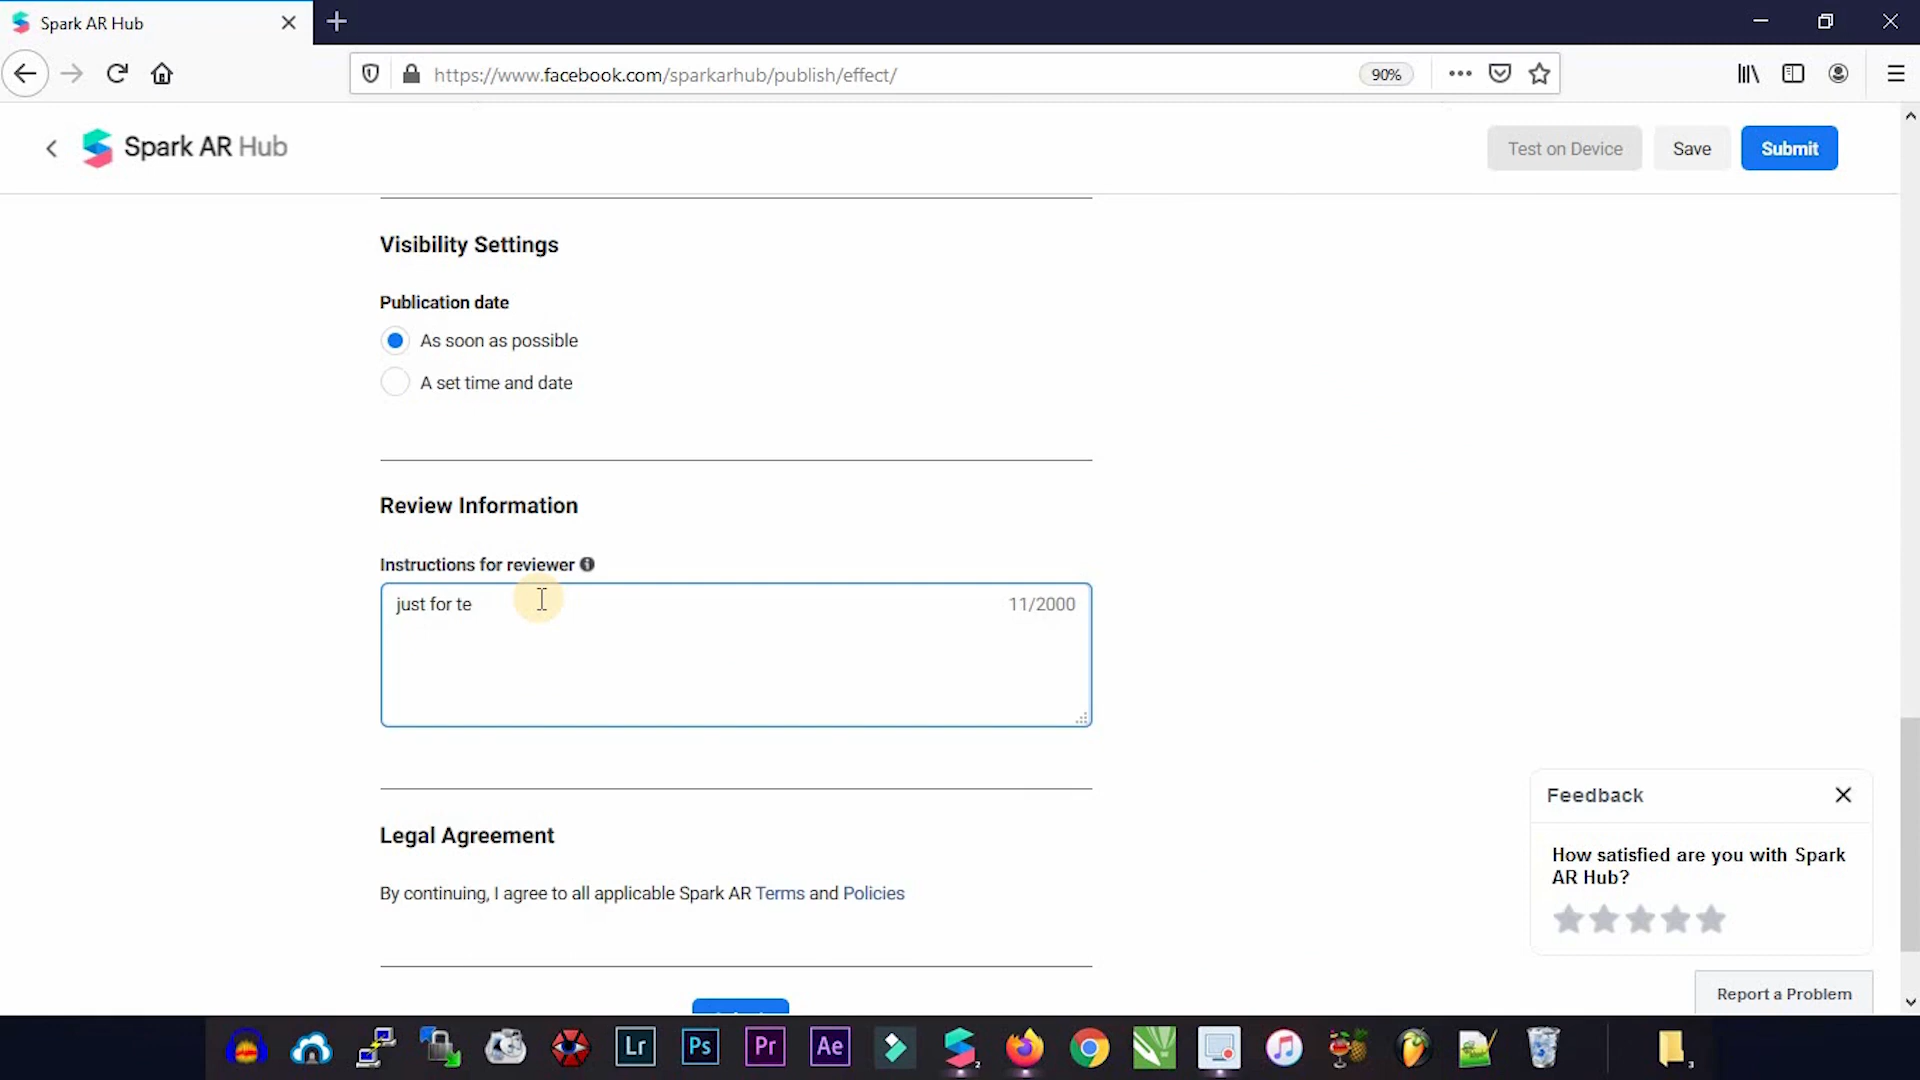 Spark AR Hub
https://www.facebook.com/sparkarhub/publish/effect/
90%
Spark AR Hub
Test on Device
Save
Submit
Visibility Settings
Publication date
As soon as possible
A set time and date
Review Information
Instructions for reviewer
just for te
11/2000
Legal Agreement
By continuing, I agree to all applicable Spark AR Terms and Policies
Feedback
How satisfied are you with Spark
AR Hub?
Report a Problem
Lr
Ps
Pr
Ae
2
3